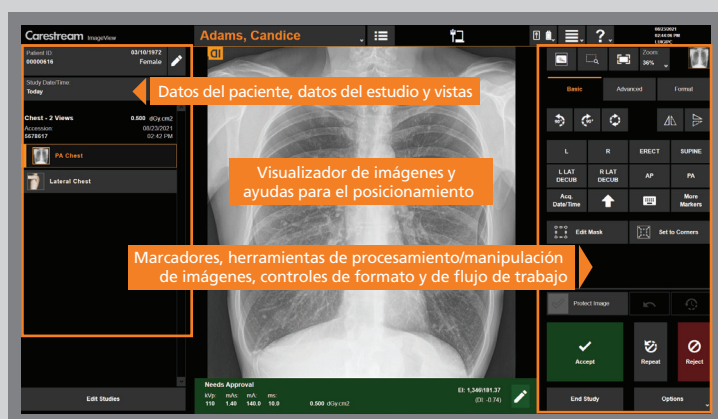 Carestream ImageView
Adams, Candice
?
08/23/2021
02:44:06 PM
Patient ID:
00000616
03/10/1972
Female
Study Date/Time:
Today
Datos del paciente, datos del estudio y vistas
Chest - 2 Views
0.500 dGy.cm2
Accession:
5678617
08/23/2021
02:42 PM
PA Chest
Lateral Chest
Edit Studies
Visualizador de imágenes y
ayudas para el posicionamiento
Marcadores, herramientas de procesamiento/manipulación
de imágenes, controles de formato y de flujo de trabajo
Needs Approval
kVp: mAs: mA: ms:
110 1.40 140.0 10.0 0.500 dGy.cm2
EI: 1,346|181.37
(DI: -0.74)
Zoom
36%
Basic
Advanced
Format
90°
90°
L
R
ERECT
SUPINE
L LAT
DECUB
R LAT
DECUB
AP
PA
Acq.
Date/Time
More
Markers
Edit Mask
Set to Corners
Protect Image
Accept
Repeat
Reject
End Study
Options